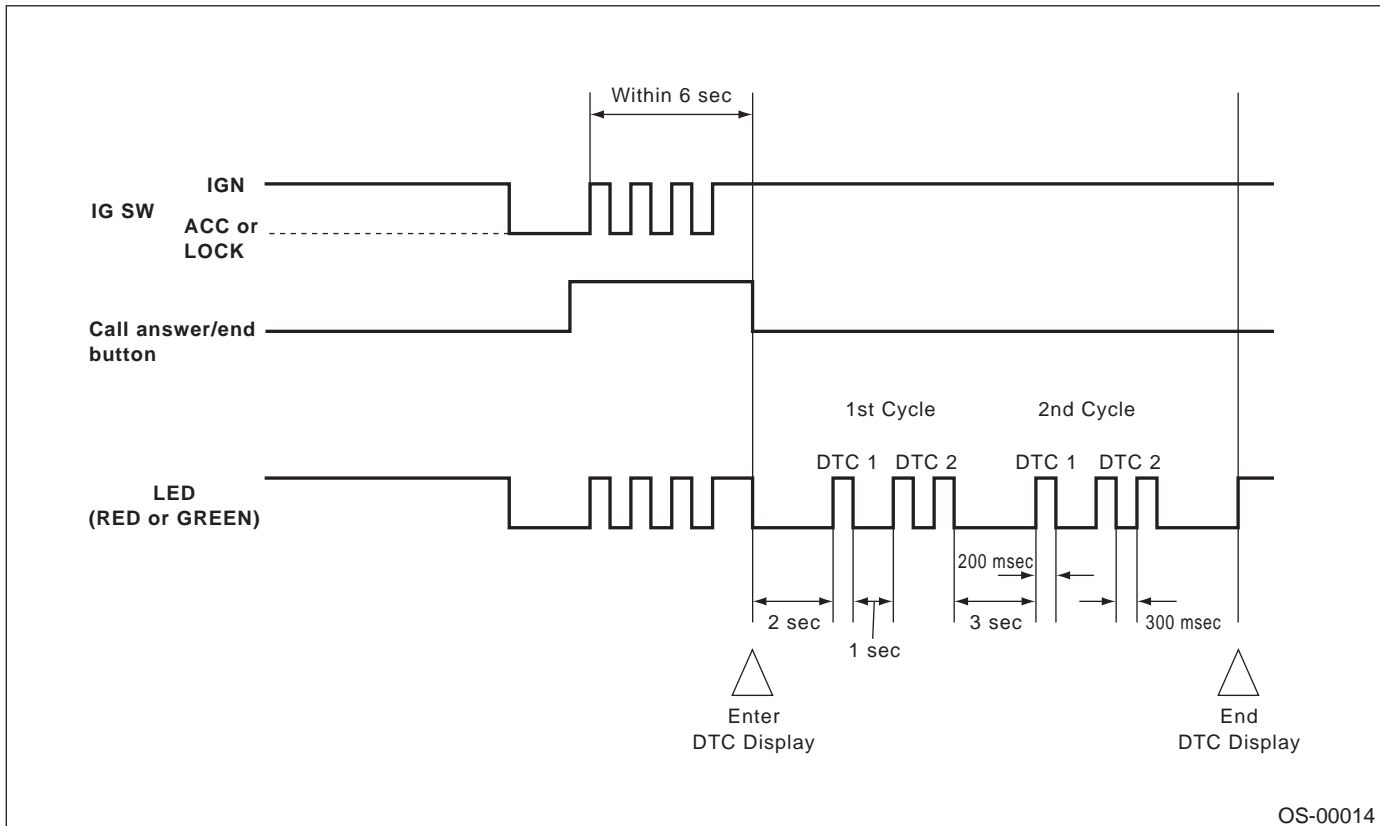 Within 6 sec
IGN
IG SW
ACC or
LOCK
Call answer/end
button
1st Cycle
2nd Cycle
DTC 1
DTC 2
DTC 1
DTC 2
LED
(RED or GREEN)
200 msec
2 sec
1 sec
3 sec
300 msec
Enter
DTC Display
End
DTC Display
OS-00014